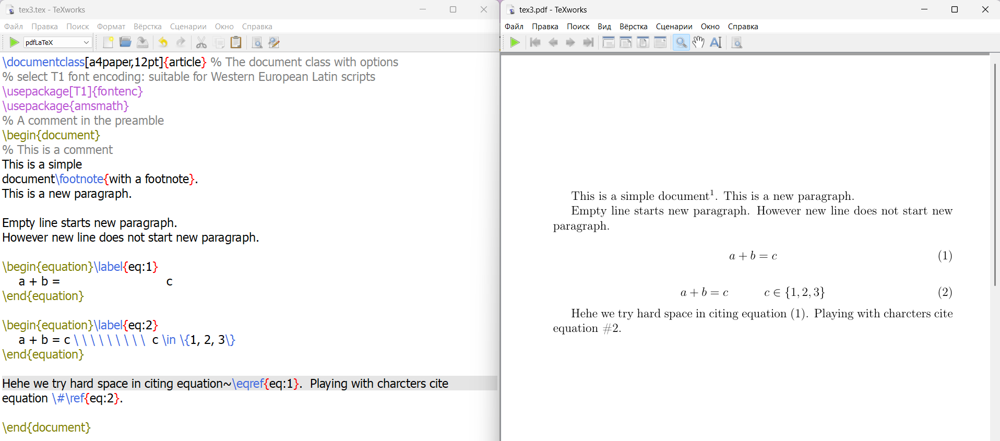 tex3.tex - TeXworks
Файл Правка Поиск Формат Вёрстка Сценарии Окно Справка
pdfLaTeX
\documentclass[a4paper,12pt]{article} % The document class with options
% select T1 font encoding: suitable for Western European Latin scripts
\usepackage[T1]{fontenc}
\usepackage{amsmath}
% A comment in the preamble
\begin{document}
% This is a comment
This is a simple
document\footnote{with a footnote}.
This is a new paragraph.
Empty line starts new paragraph.
However new line does not start new paragraph.
\begin{equation}\label{eq:1}
a + b = c
\end{equation}
\begin{equation}\label{eq:2}
a + b = c \ \ \ \ \ \ \ \ \ c \in \{1, 2, 3\}
\end{equation}
Hehe we try hard space in citing equation~\eqref{eq:1}.  Playing with charcters cite
equation \#\ref{eq:2}.
\end{document}
tex3.pdf - TeXworks
Файл Правка Поиск Вид Вёрстка Сценарии Окно Справка
This is a simple document¹. This is a new paragraph.
Empty line starts new paragraph. However new line does not start new
paragraph.
a + b = c (1)
a + b = c c ∈ {1, 2, 3} (2)
Hehe we try hard space in citing equation (1). Playing with charcters cite
equation #2.